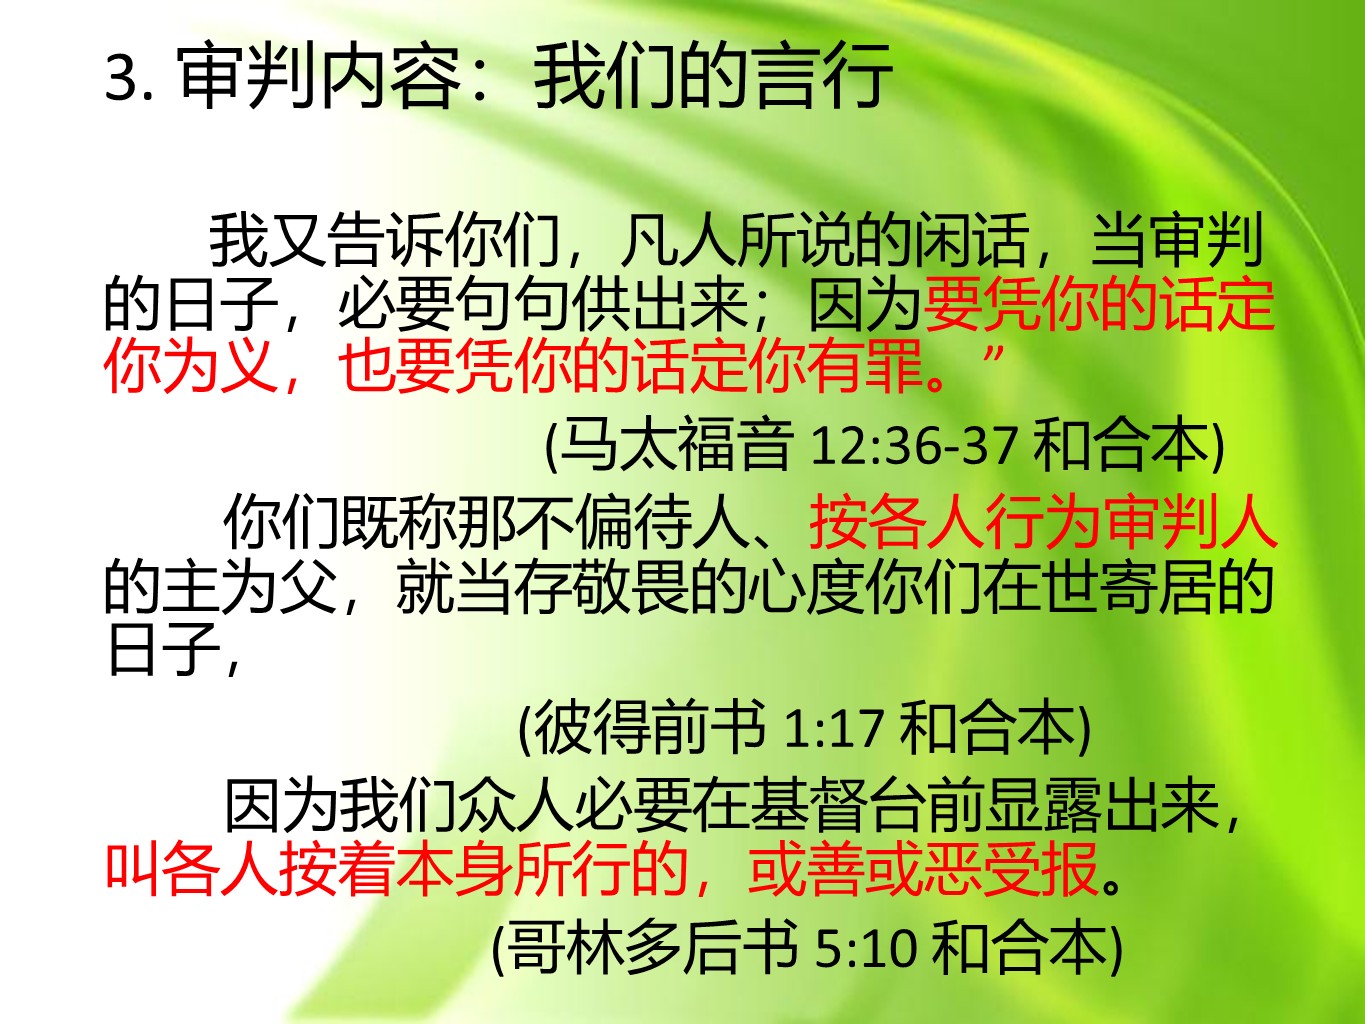 3. 审判内容：我们的言行
我又告诉你们，凡人所说的闲话，当审判
的日子，必要句句供出来；因为要凭你的话定
你为义，也要凭你的话定你有罪。”
(马太福音 12:36-37 和合本)
你们既称那不偏待人、按各人行为审判人
的主为父，就当存敬畏的心度你们在世寄居的
日子，
(彼得前书 1:17 和合本)
因为我们众人必要在基督台前显露出来，
叫各人按着本身所行的，或善或恶受报。
(哥林多后书 5:10 和合本)